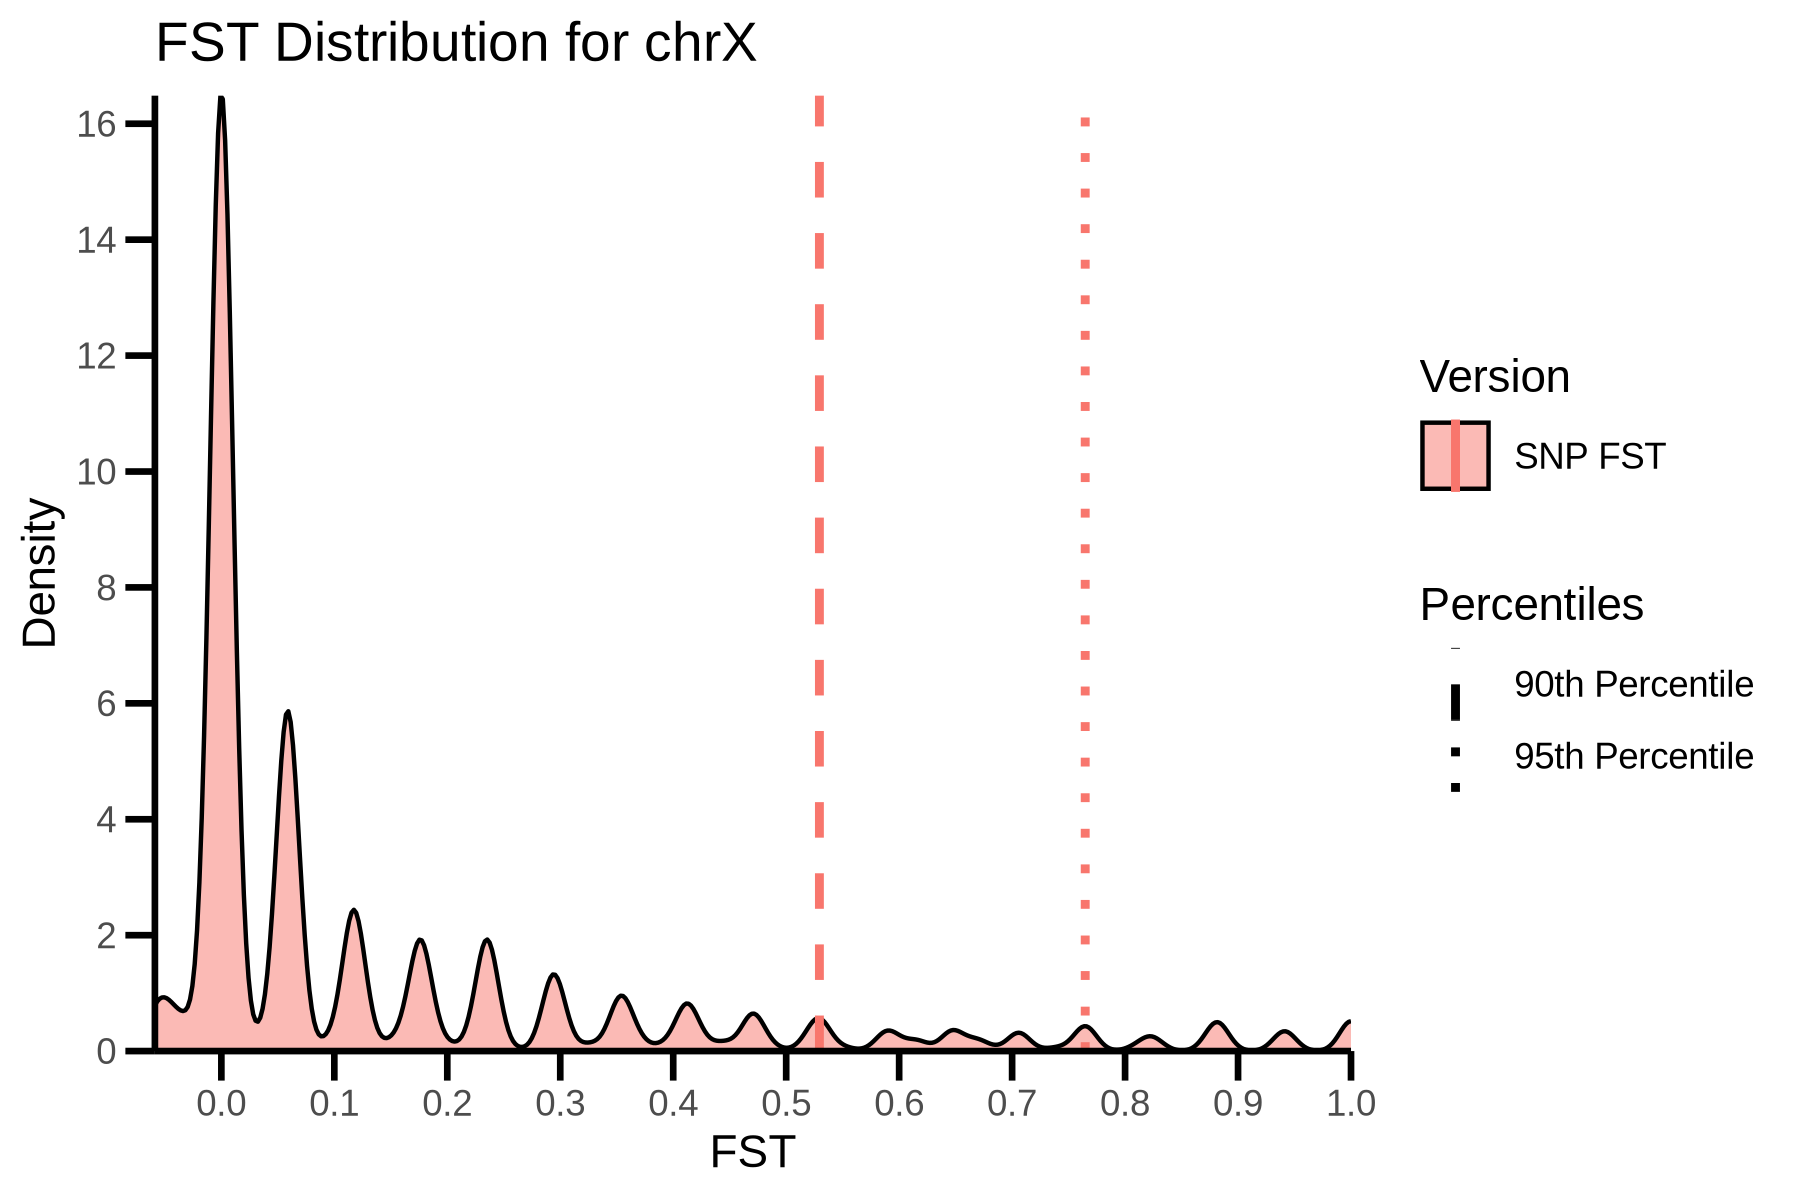 FST Distribution for chrX
Density
16
14
12
10
8
6
4
2
0
0.0 0.1 0.2 0.3 0.4 0.5 0.6 0.7 0.8 0.9 1.0
FST
Version
SNP FST
Percentiles
90th Percentile
95th Percentile